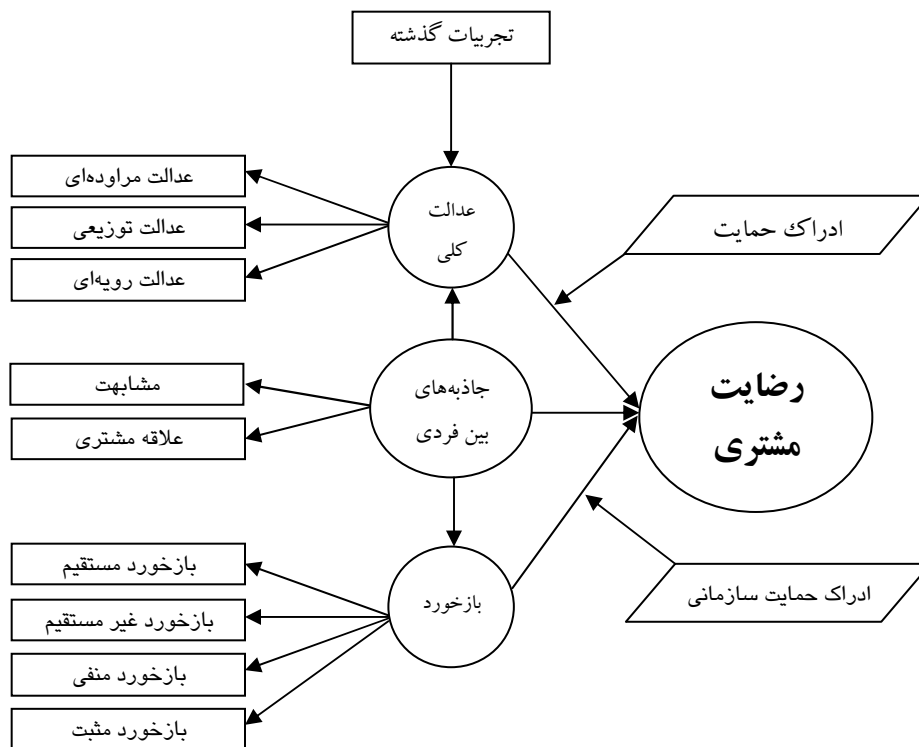 تجربیات گذشته
عدالت
کلی
عدالت مراوده‌ای
عدالت توزیعی
عدالت رویه‌ای
ادراک حمایت
جاذبه‌های
بین فردی
مشابهت
علاقه مشتری
رضایت
مشتری
بازخورد
بازخورد مستقیم
بازخورد غیر مستقیم
بازخورد منفی
بازخورد مثبت
ادراک حمایت سازمانی